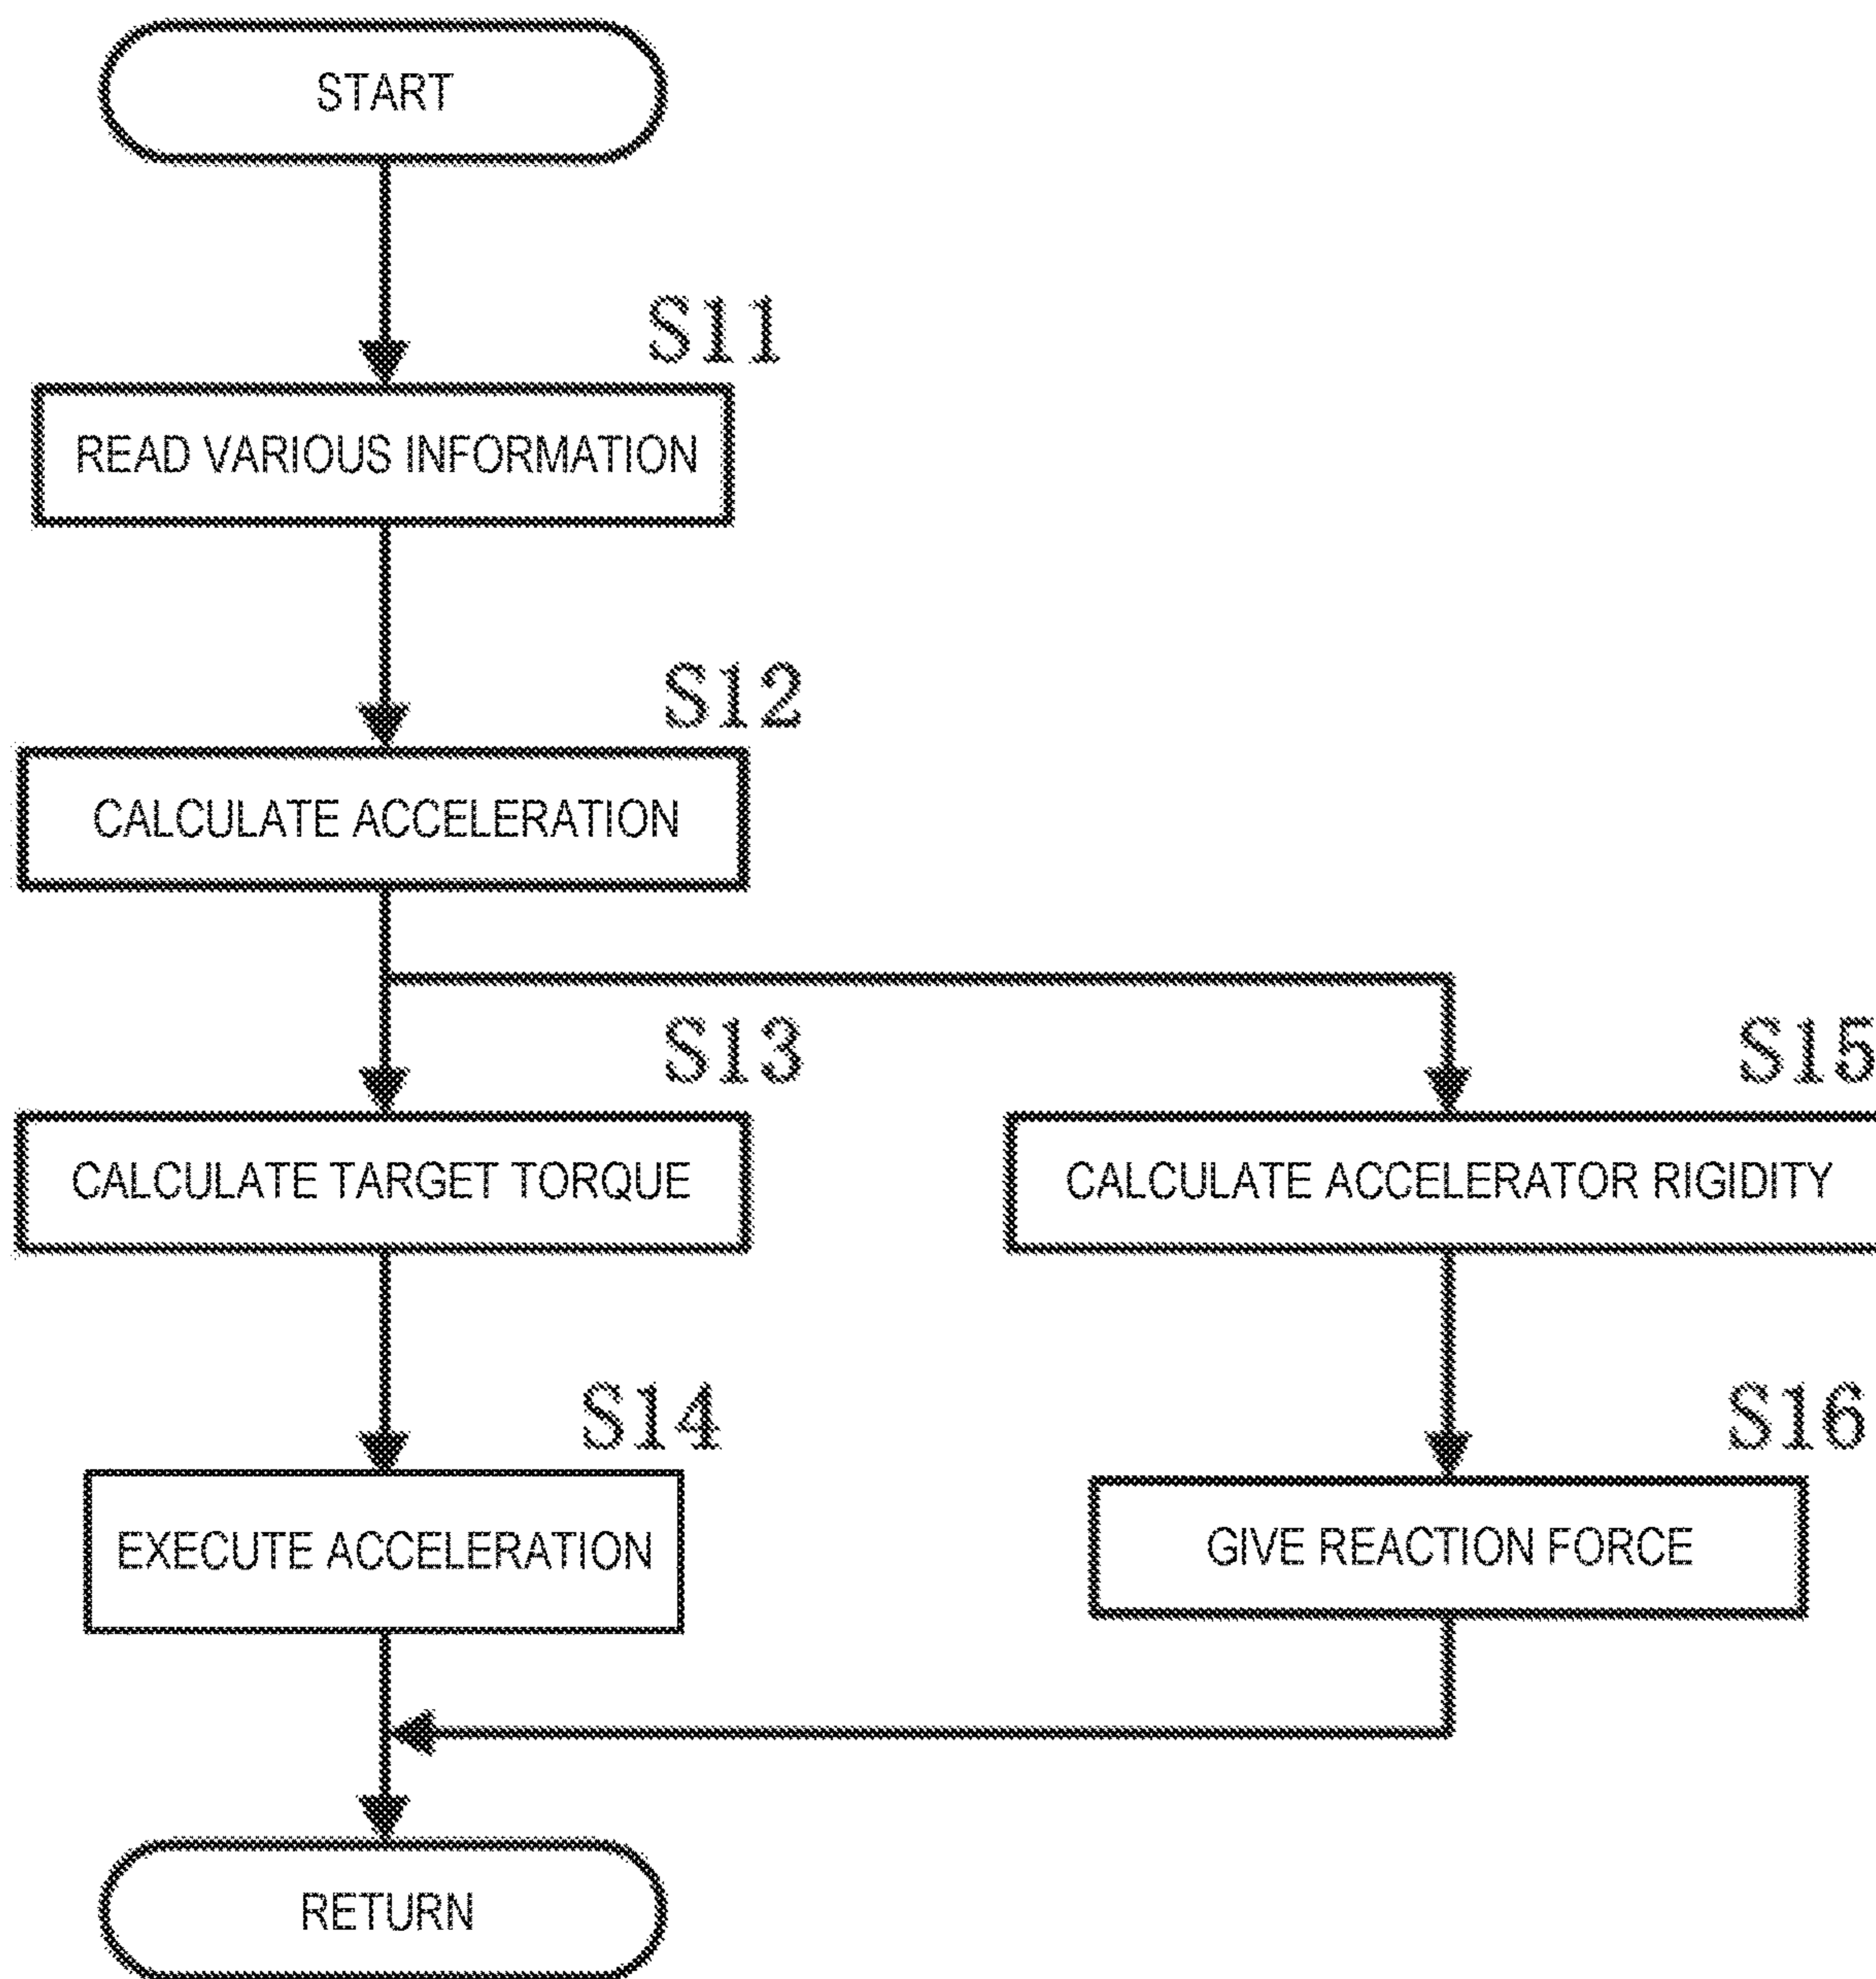 START
S11
READ VARIOUS INFORMATION
S12
CALCULATE ACCELERATION
S13
CALCULATE TARGET TORQUE
S14
EXECUTE ACCELERATION
S15
CALCULATE ACCELERATOR RIGIDITY
S16
GIVE REACTION FORCE
RETURN